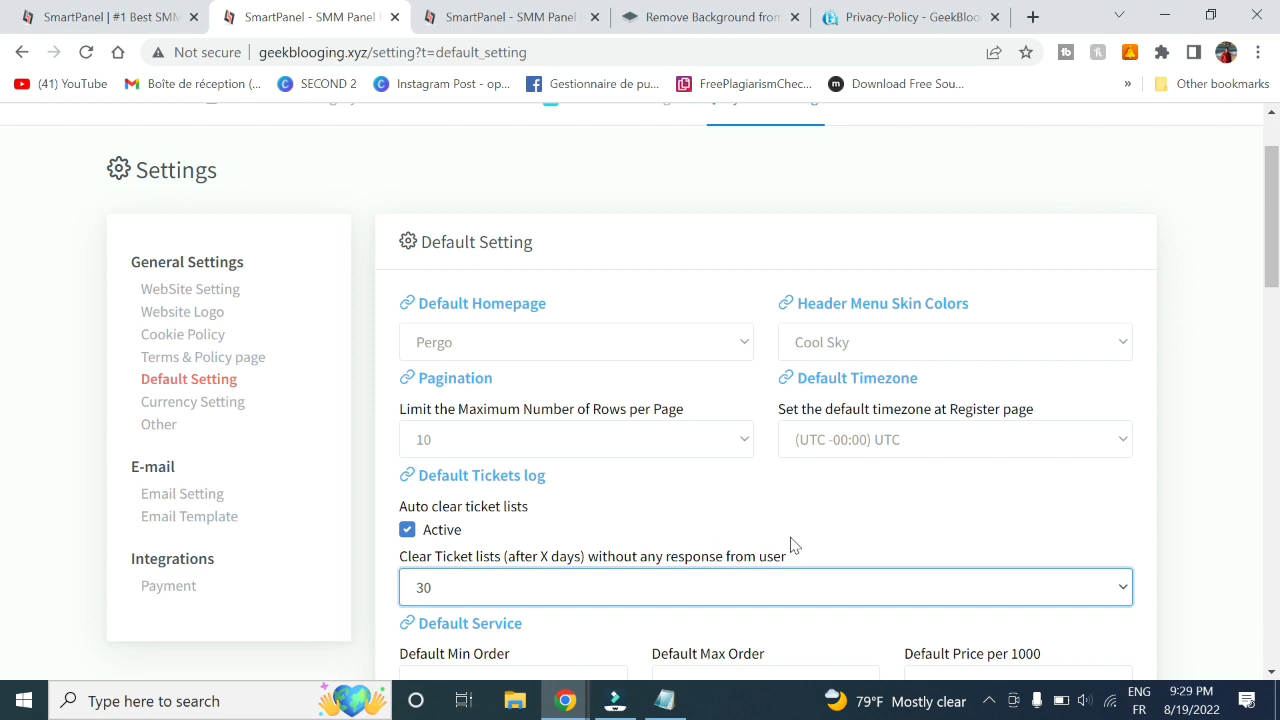 SmartPanel | #1 Best SMM
SmartPanel - SMM Panel
SmartPanel - SMM Panel
Remove Background from
Privacy-Policy - GeekBloo
Not secure
geekblooging.xyz/setting?t=default_setting
(41) YouTube
Boîte de réception (...
SECOND 2
Instagram Post - op...
Gestionnaire de pu...
FreePlagiarismChec...
Download Free Sou...
»
Other bookmarks
Settings
General Settings
WebSite Setting
Website Logo
Cookie Policy
Terms & Policy page
Default Setting
Currency Setting
Other
E-mail
Email Setting
Email Template
Integrations
Payment
Default Setting
Default Homepage
Header Menu Skin Colors
Pergo
Cool Sky
Pagination
Default Timezone
Limit the Maximum Number of Rows per Page
Set the default timezone at Register page
10
(UTC -00:00) UTC
Default Tickets log
Auto clear ticket lists
Active
Clear Ticket lists (after X days) without any response from user
30
Default Service
Default Min Order
Default Max Order
Default Price per 1000
Type here to search
79°F Mostly clear
ENG
FR
9:29 PM
8/19/2022